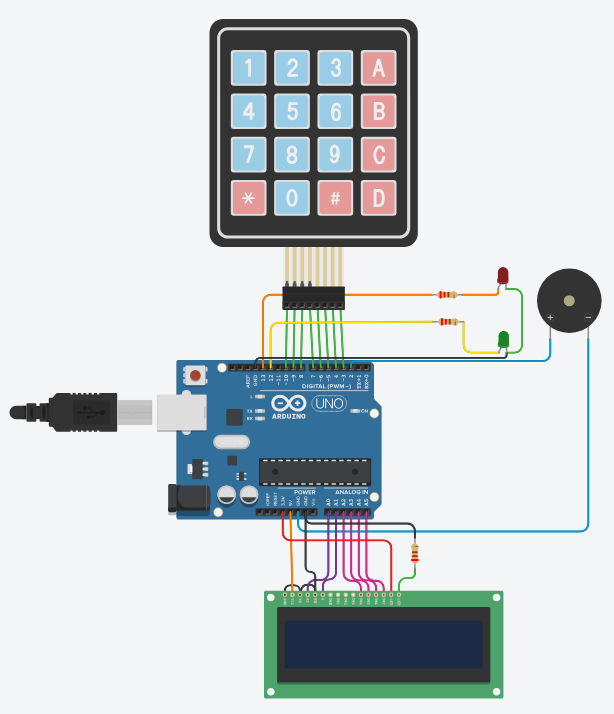 1 2 3 A
4 5 6 B
7 8 9 C
* 0 # D
+ −
AREF GND 13 12 ~11 ~10 ~9 8 7 ~6 ~5 4 ~3 2 TX→1 RX←0
DIGITAL (PWM~)
L
TX
RX
ARDUINO
UNO
ON
POWER
ANALOG IN
IOREF RESET 3.3V 5V GND GND Vin A0 A1 A2 A3 A4 A5